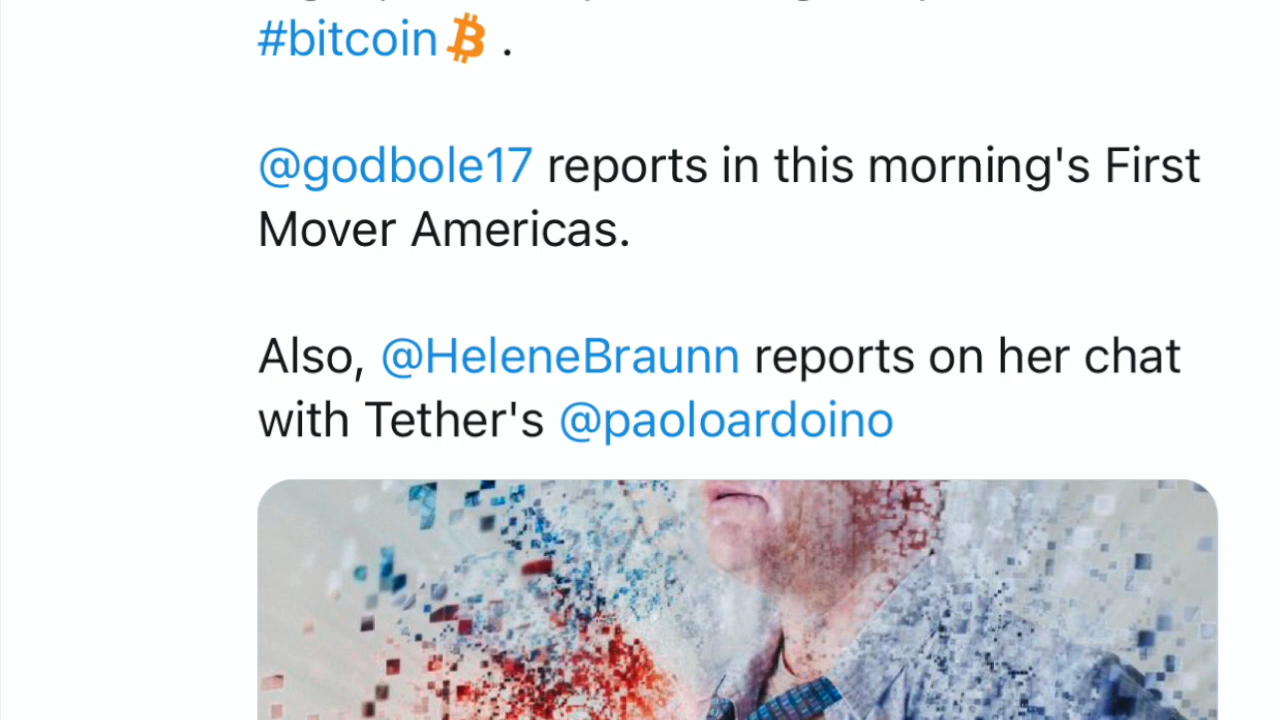 #bitcoin .
@godbole17 reports in this morning's First
Mover Americas.
Also, @HeleneBraunn reports on her chat
with Tether's @paoloardoino